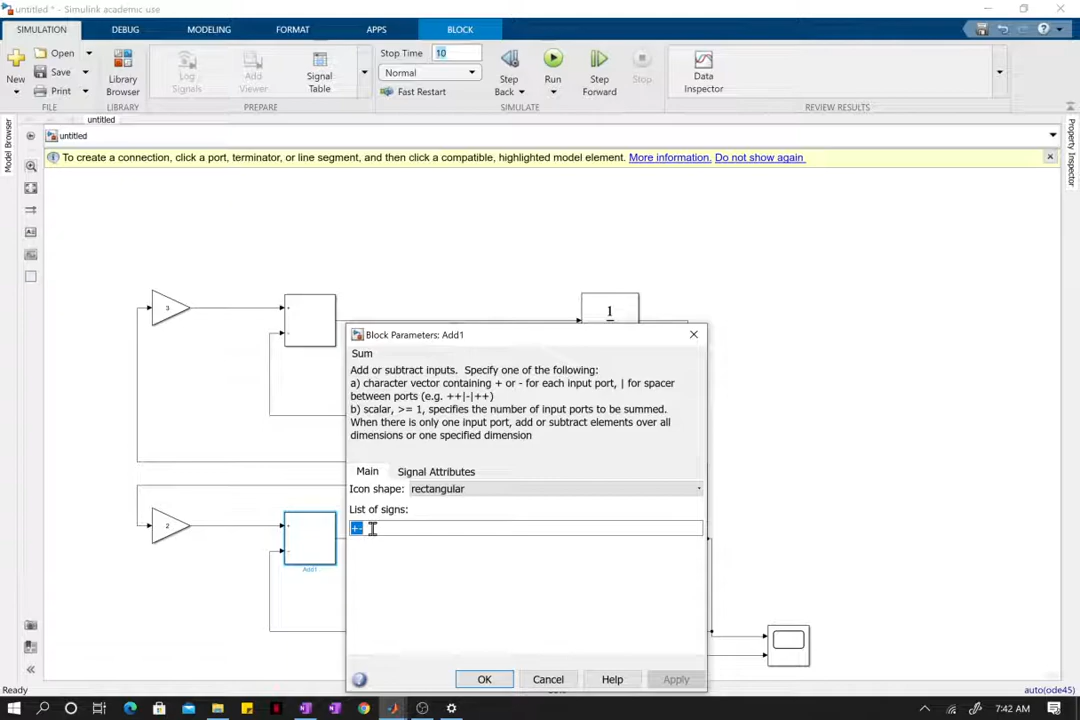 untitled * - Simulink academic use
SIMULATION DEBUG MODELING FORMAT APPS BLOCK
New
Open
Save
Print
FILE
Library
Browser
LIBRARY
Log
Signals
Add
Viewer
Signal
Table
PREPARE
Stop Time 10
Normal
Fast Restart
Step
Back
Run
Step
Forward
Stop
SIMULATE
Data
Inspector
REVIEW RESULTS
untitled
untitled
Model Browser
Property Inspector
To create a connection, click a port, terminator, or line segment, and then click a compatible, highlighted model element. More information. Do not show again
3
1
2
Add1
Block Parameters: Add1
Sum
Add or subtract inputs. Specify one of the following:
a) character vector containing + or - for each input port, | for spacer
between ports (e.g. ++|-|++)
b) scalar, >= 1, specifies the number of input ports to be summed.
When there is only one input port, add or subtract elements over all
dimensions or one specified dimension
Main Signal Attributes
Icon shape: rectangular
List of signs:
+-
OK Cancel Help Apply
Ready
auto(ode45)
7:42 AM